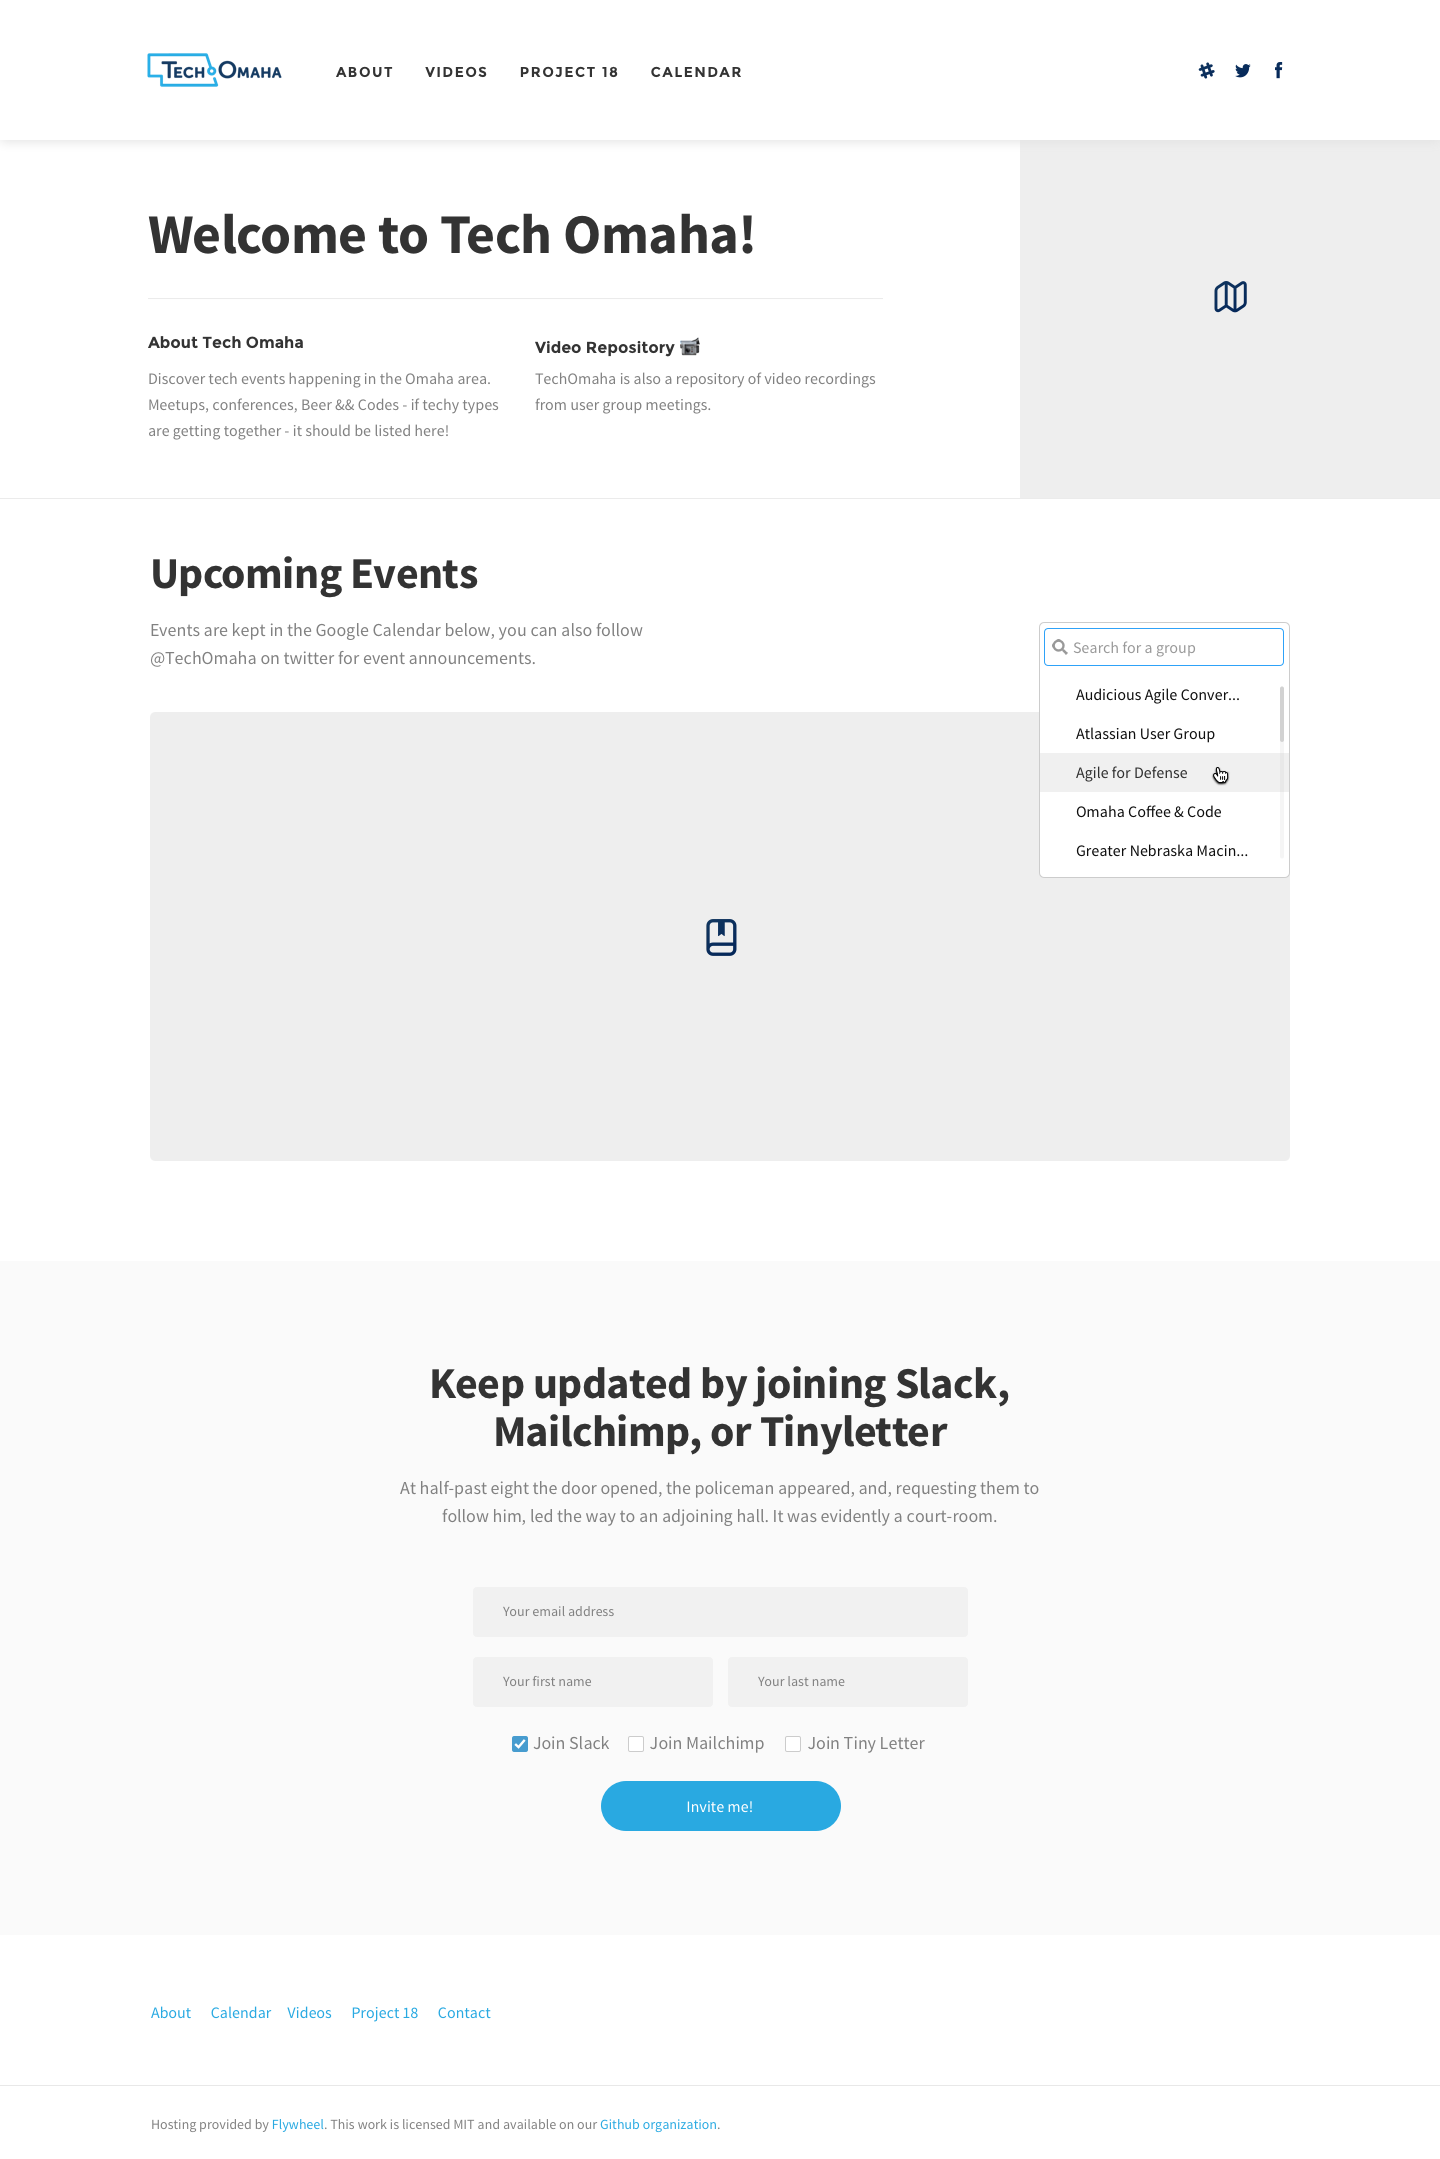 TECH OMAHA
ABOUT VIDEOS PROJECT 18 CALENDAR
Welcome to Tech Omaha!
About Tech Omaha
Discover tech events happening in the Omaha area.
Meetups, conferences, Beer && Codes - if techy types
are getting together - it should be listed here!
Video Repository
TechOmaha is also a repository of video recordings
from user group meetings.
Upcoming Events
Events are kept in the Google Calendar below, you can also follow
@TechOmaha on twitter for event announcements.
Search for a group
Audicious Agile Conver...
Atlassian User Group
Agile for Defense
Omaha Coffee & Code
Greater Nebraska Macin...
Keep updated by joining Slack,
Mailchimp, or Tinyletter
At half-past eight the door opened, the policeman appeared, and, requesting them to
follow him, led the way to an adjoining hall. It was evidently a court-room.
Your email address
Your first name Your last name
Join Slack Join Mailchimp Join Tiny Letter
Invite me!
About Calendar Videos Project 18 Contact
Hosting provided by Flywheel. This work is licensed MIT and available on our Github organization.